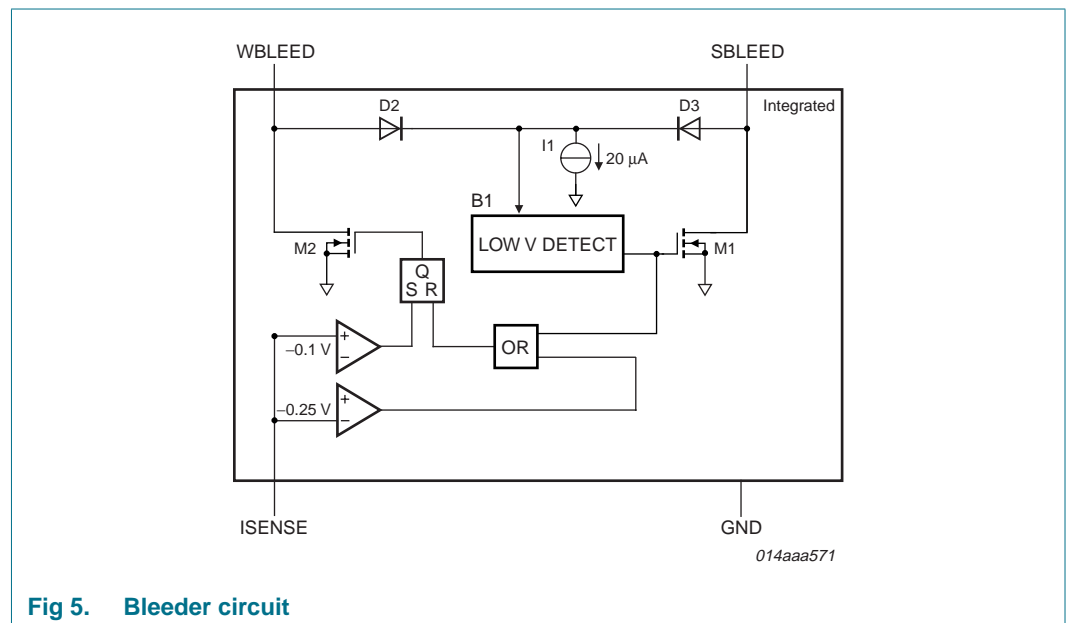 WBLEED SBLEED
D2 D3 Integrated
I1 20 μA
B1
LOW V DETECT
M2 M1
Q
S R
+
−0.1 V
−
OR
+
−0.25 V
−
ISENSE GND
014aaa571
Fig 5. Bleeder circuit